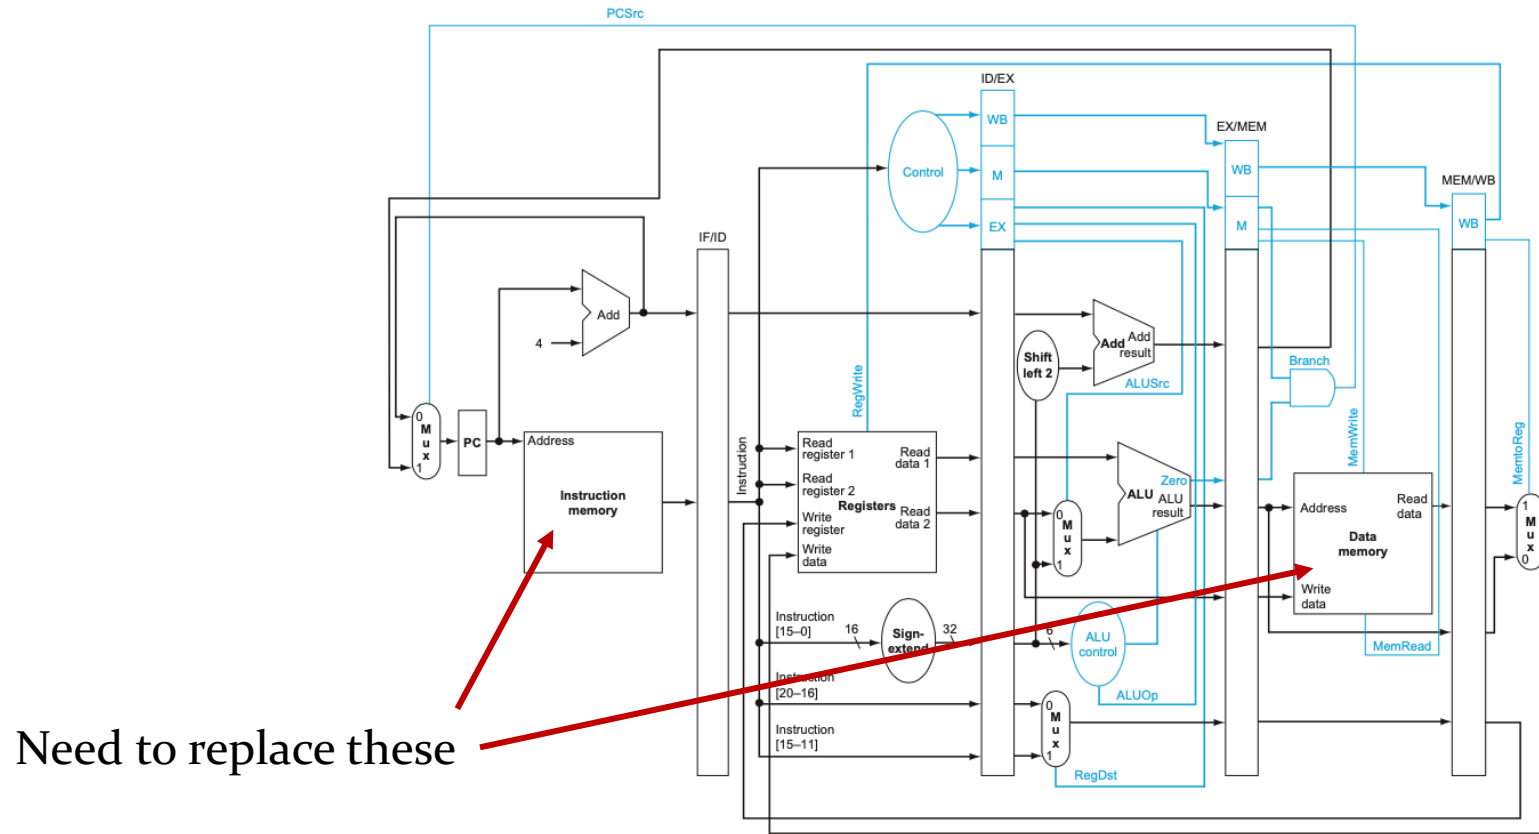 PCSrc
ID/EX
WB
EX/MEM
Control
M
WB
MEM/WB
EX
M
WB
IF/ID
Add
4
Shift
left 2
Add
Add
result
Branch
ALUSrc
RegWrite
MemWrite
MemtoReg
0
M
u
x
1
PC
Address
Instruction
memory
Instruction
Read
register 1
Read
register 2
Write
register
Write
data
Registers
Read
data 1
Read
data 2
0
M
u
x
1
Zero
ALU
ALU
result
Address
Read
data
Data
memory
Write
data
1
M
u
x
0
Instruction
[15–0]
16
Sign-
extend
32
6
ALU
control
MemRead
Instruction
[20–16]
ALUOp
Instruction
[15–11]
0
M
u
x
1
RegDst
Need to replace these